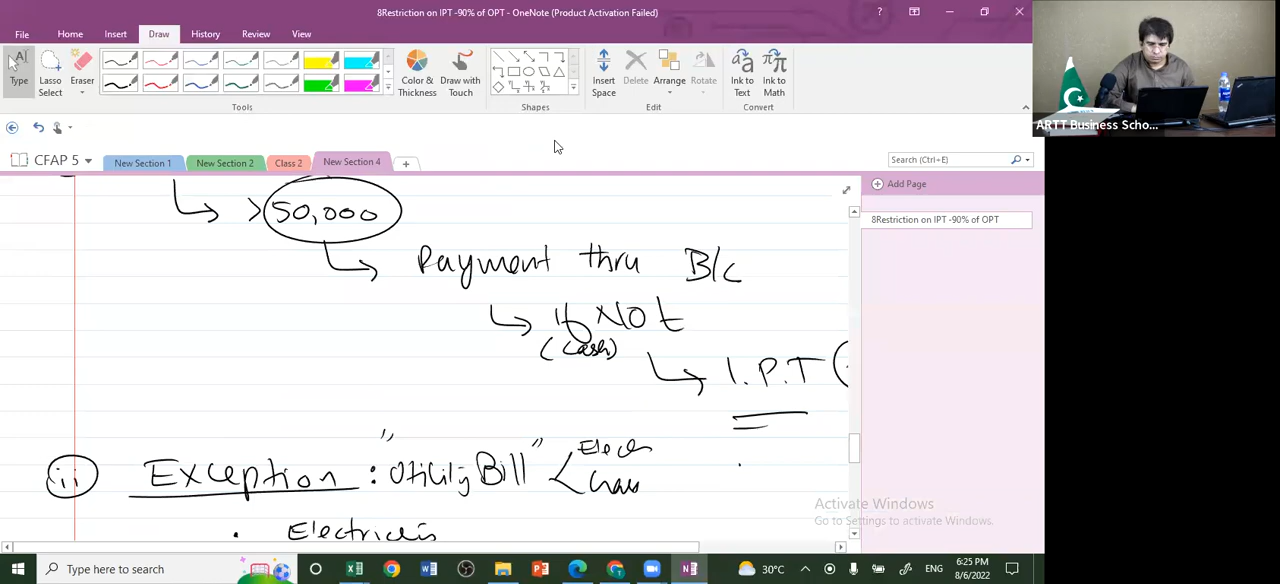 8Restriction on IPT -90% of OPT - OneNote (Product Activation Failed)
File Home Insert Draw History Review View
Type
Lasso Select
Eraser
Color & Thickness
Draw with Touch
Insert Space
Delete
Arrange
Rotate
Ink to Text
Ink to Math
Tools
Shapes
Edit
Convert
ARTT Business Scho...
CFAP 5
New Section 1
New Section 2
Class 2
New Section 4
Search (Ctrl+E)
Add Page
8Restriction on IPT -90% of OPT
> 50,000
Payment thru B/c
if Not
(Cash)
I.P.T (
ii Exception : "Utility Bill" <
Activate Windows
Go to Settings to activate Windows.
Type here to search
30°C
ENG
6:25 PM
8/6/2022